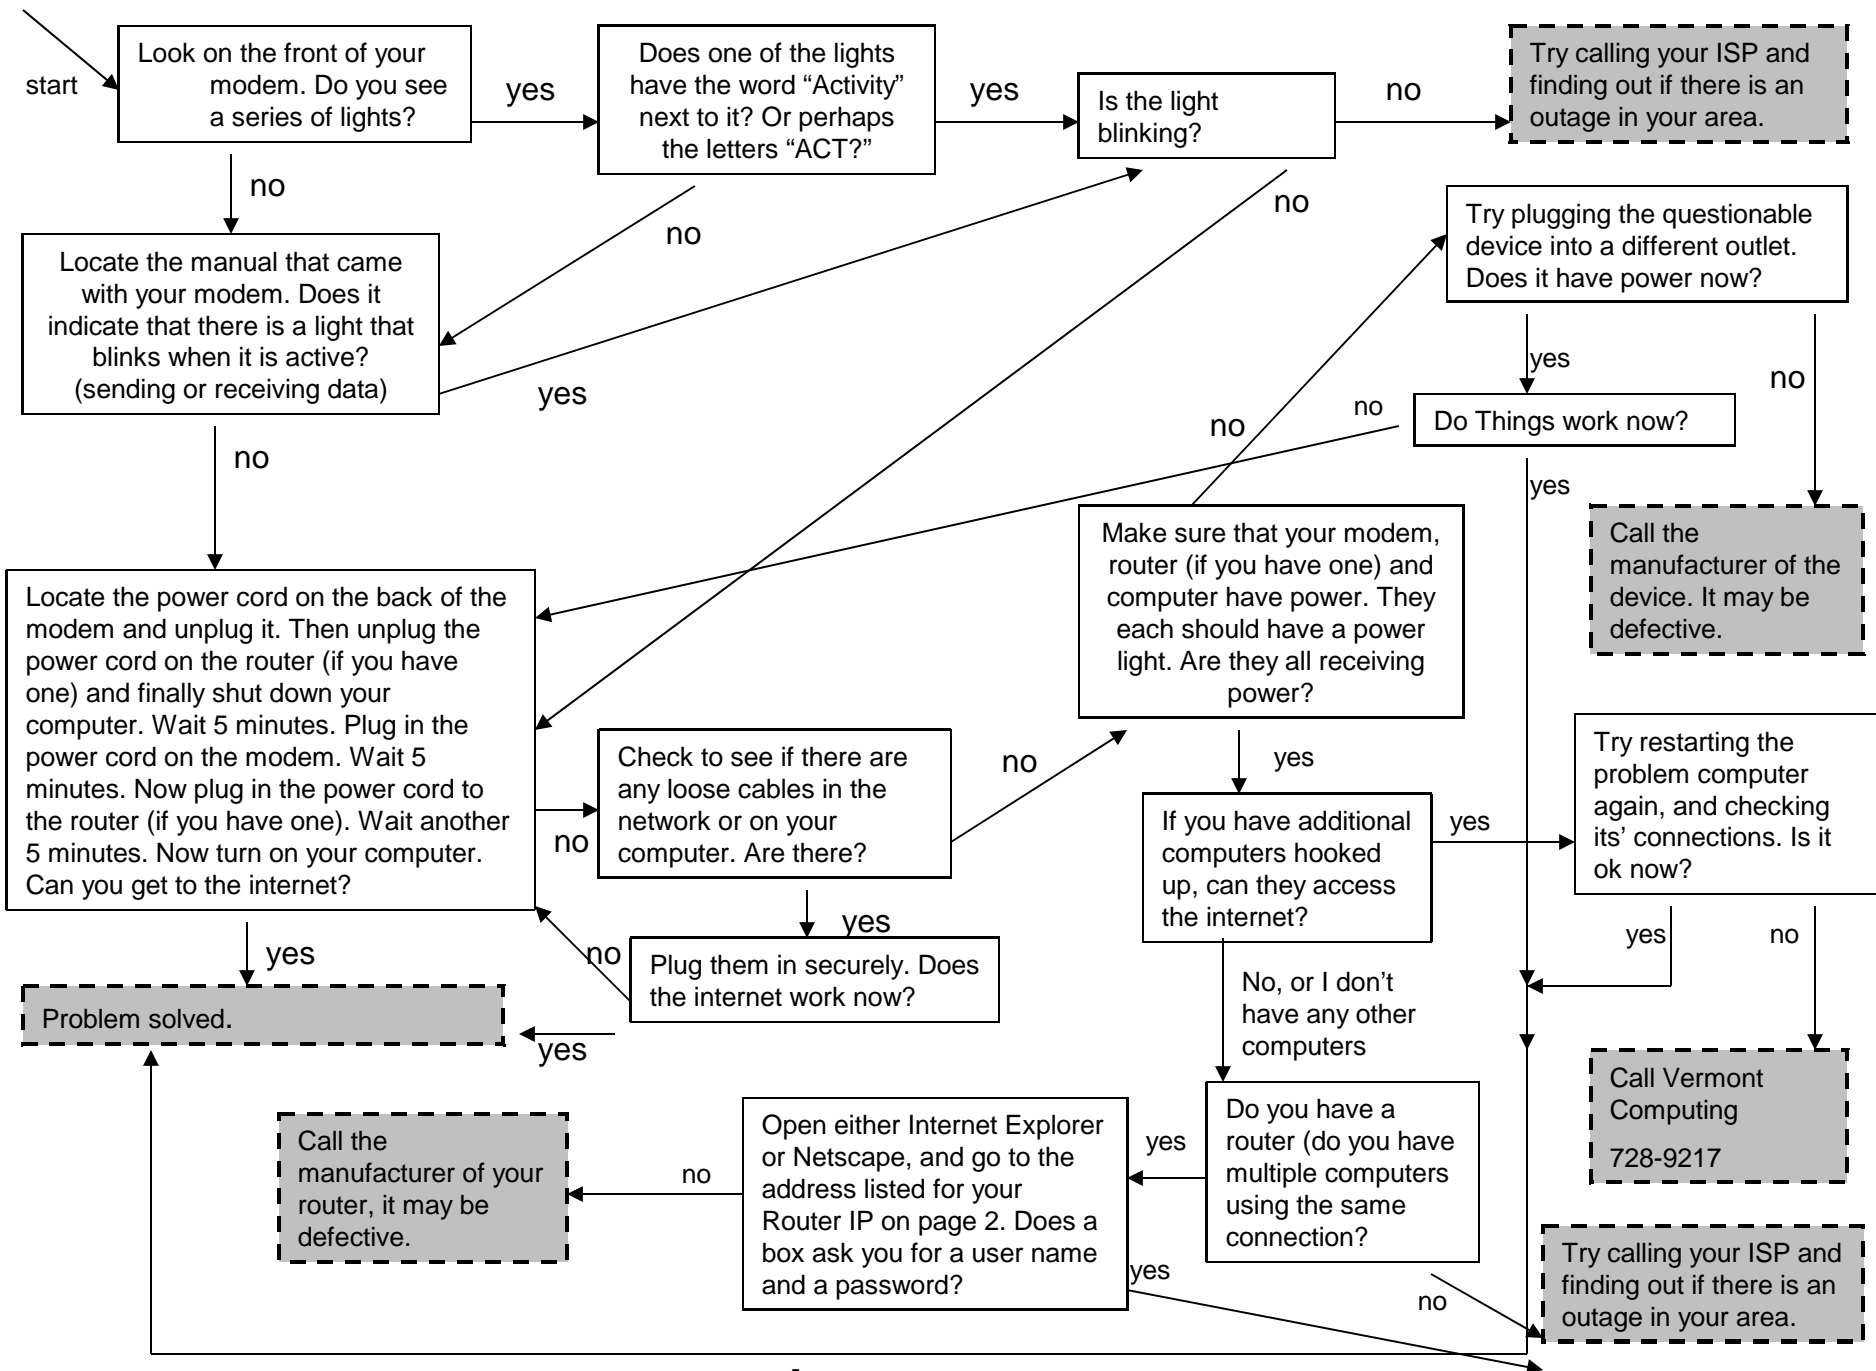 start
Look on the front of your
modem. Do you see
a series of lights?
yes
Does one of the lights
have the word “Activity”
next to it? Or perhaps
the letters “ACT?”
yes
Is the light
blinking?
no
Try calling your ISP and
finding out if there is an
outage in your area.
no
no
no
Try plugging the questionable
device into a different outlet.
Does it have power now?
Locate the manual that came
with your modem. Does it
indicate that there is a light that
blinks when it is active?
(sending or receiving data)
yes
yes
no
no
no
Do Things work now?
no
yes
Make sure that your modem,
router (if you have one) and
computer have power. They
each should have a power
light. Are they all receiving
power?
Call the
manufacturer of the
device. It may be
defective.
Locate the power cord on the back of the
modem and unplug it. Then unplug the
power cord on the router (if you have
one) and finally shut down your
computer. Wait 5 minutes. Plug in the
power cord on the modem. Wait 5
minutes. Now plug in the power cord to
the router (if you have one). Wait another
5 minutes. Now turn on your computer.
Can you get to the internet?
no
Check to see if there are
any loose cables in the
network or on your
computer. Are there?
no
yes
If you have additional
computers hooked
up, can they access
the internet?
yes
Try restarting the
problem computer
again, and checking
its’ connections. Is it
ok now?
yes
yes
no
Plug them in securely. Does
the internet work now?
yes
yes
no
No, or I don’t
have any other
computers
Problem solved.
Call Vermont
Computing
728-9217
Call the
manufacturer of your
router, it may be
defective.
no
Open either Internet Explorer
or Netscape, and go to the
address listed for your
Router IP on page 2. Does a
box ask you for a user name
and a password?
yes
Do you have a
router (do you have
multiple computers
using the same
connection?
yes
no
Try calling your ISP and
finding out if there is an
outage in your area.